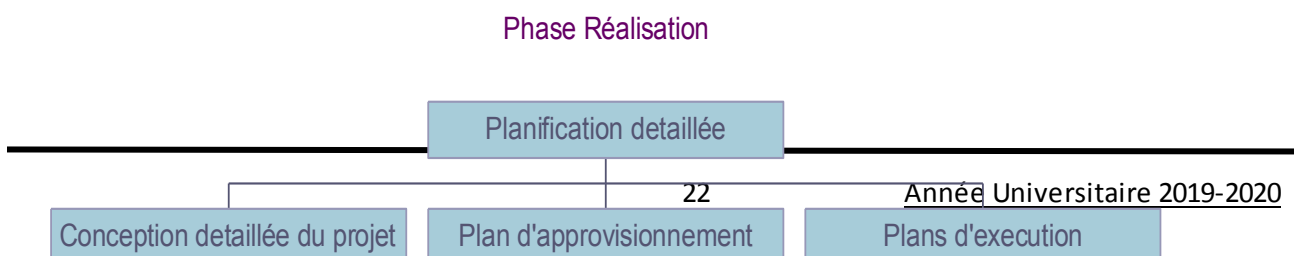 Phase Réalisation
Planification detaillée
22 Année Universitaire 2019-2020
Conception detaillée du projet Plan d'approvisionnement Plans d'execution